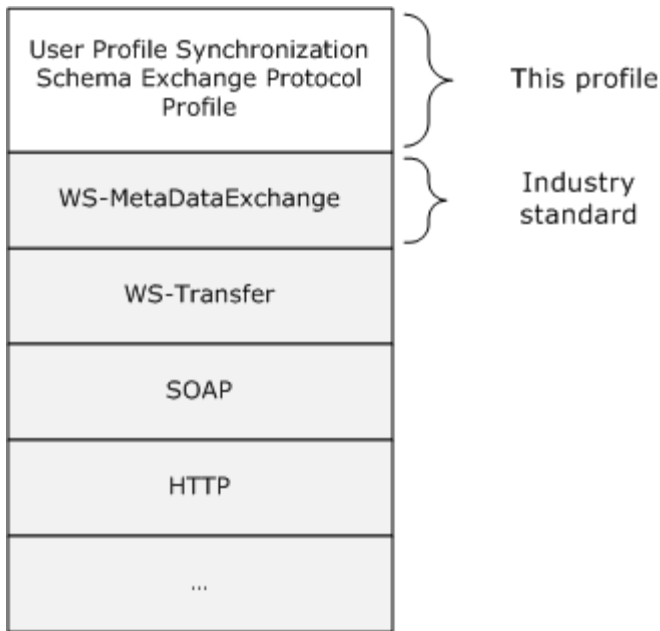 User Profile Synchronization
Schema Exchange Protocol
Profile
This profile
WS-MetaDataExchange
Industry
standard
WS-Transfer
SOAP
HTTP
...